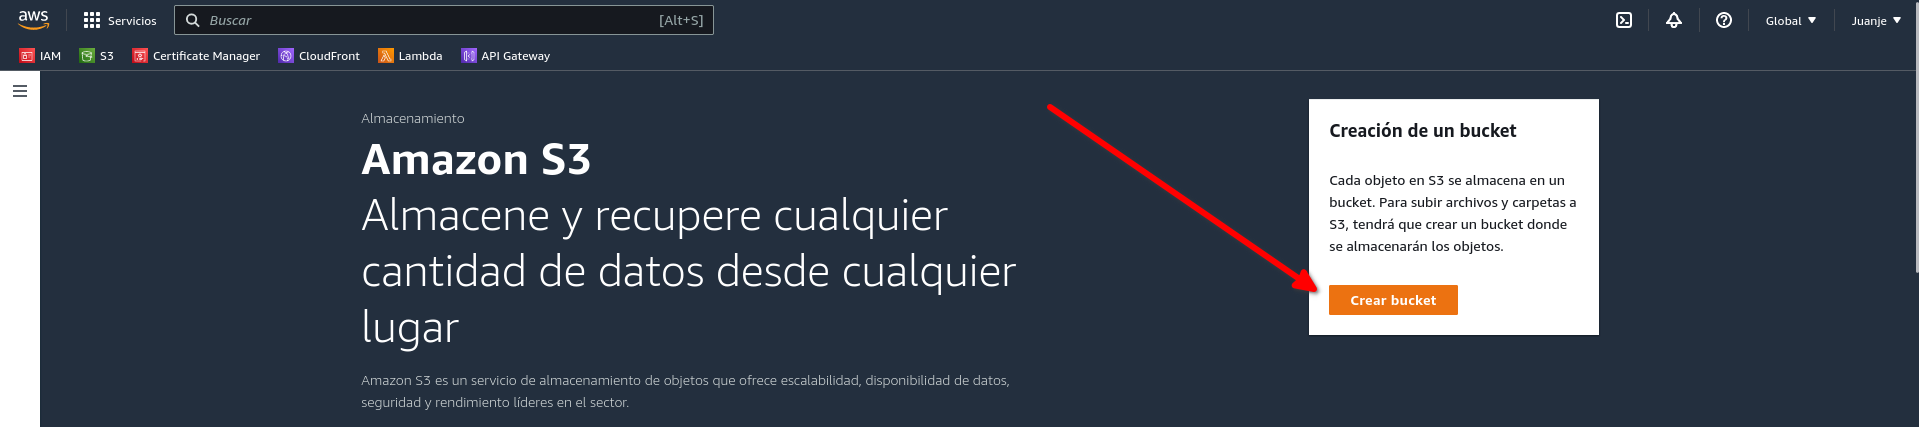 aws
Servicios
Buscar
[Alt+S]
Global
Juanje
IAM
S3
Certificate Manager
CloudFront
Lambda
API Gateway
Almacenamiento
Amazon S3
Almacene y recupere cualquier
cantidad de datos desde cualquier
lugar
Amazon S3 es un servicio de almacenamiento de objetos que ofrece escalabilidad, disponibilidad de datos,
seguridad y rendimiento líderes en el sector.
Creación de un bucket
Cada objeto en S3 se almacena en un
bucket. Para subir archivos y carpetas a
S3, tendrá que crear un bucket donde
se almacenarán los objetos.
Crear bucket